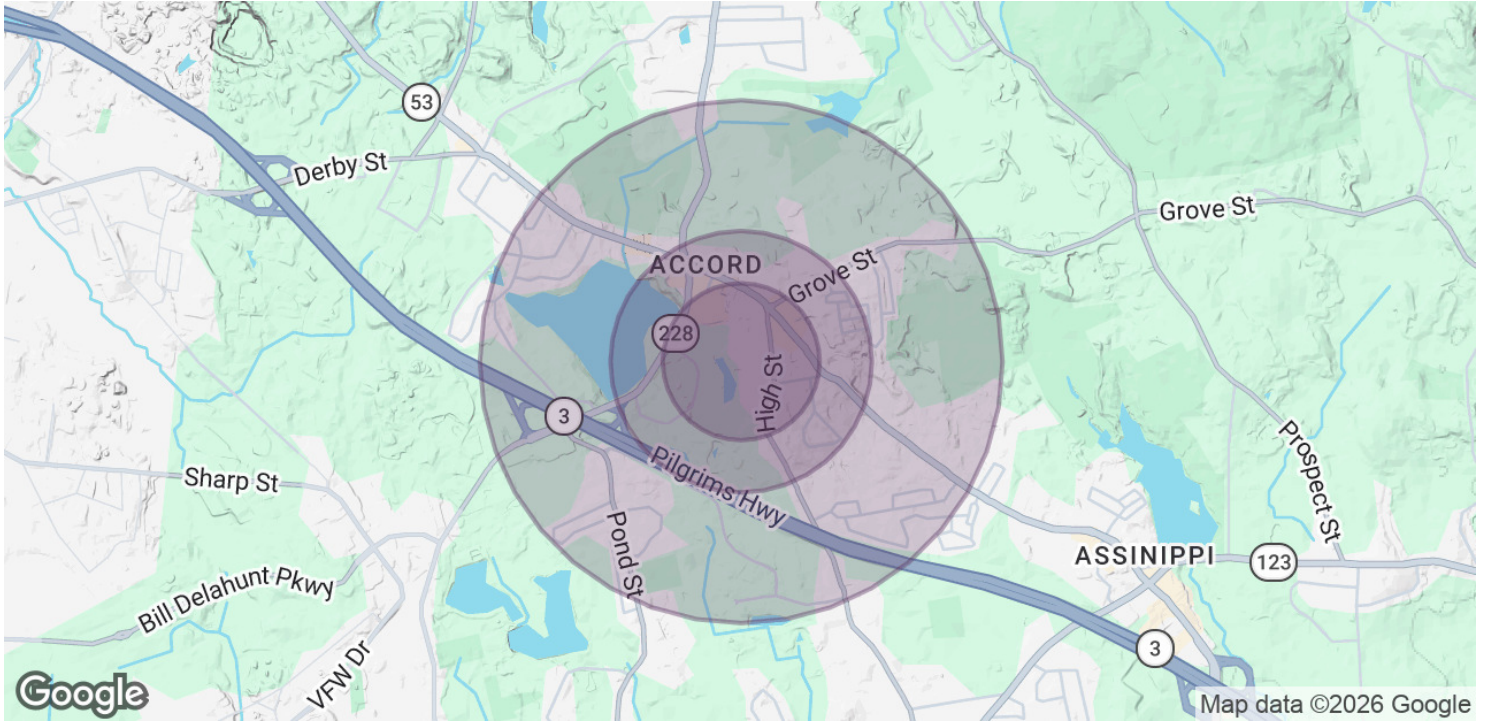 53
Derby St
Grove St
ACCORD
Grove St
228
High St
3
Pilgrims Hwy
Sharp St
Prospect St
Pond St
ASSINIPPI
123
Bill Delahunt Pkwy
VFW Dr
3
Google
Map data ©2026 Google